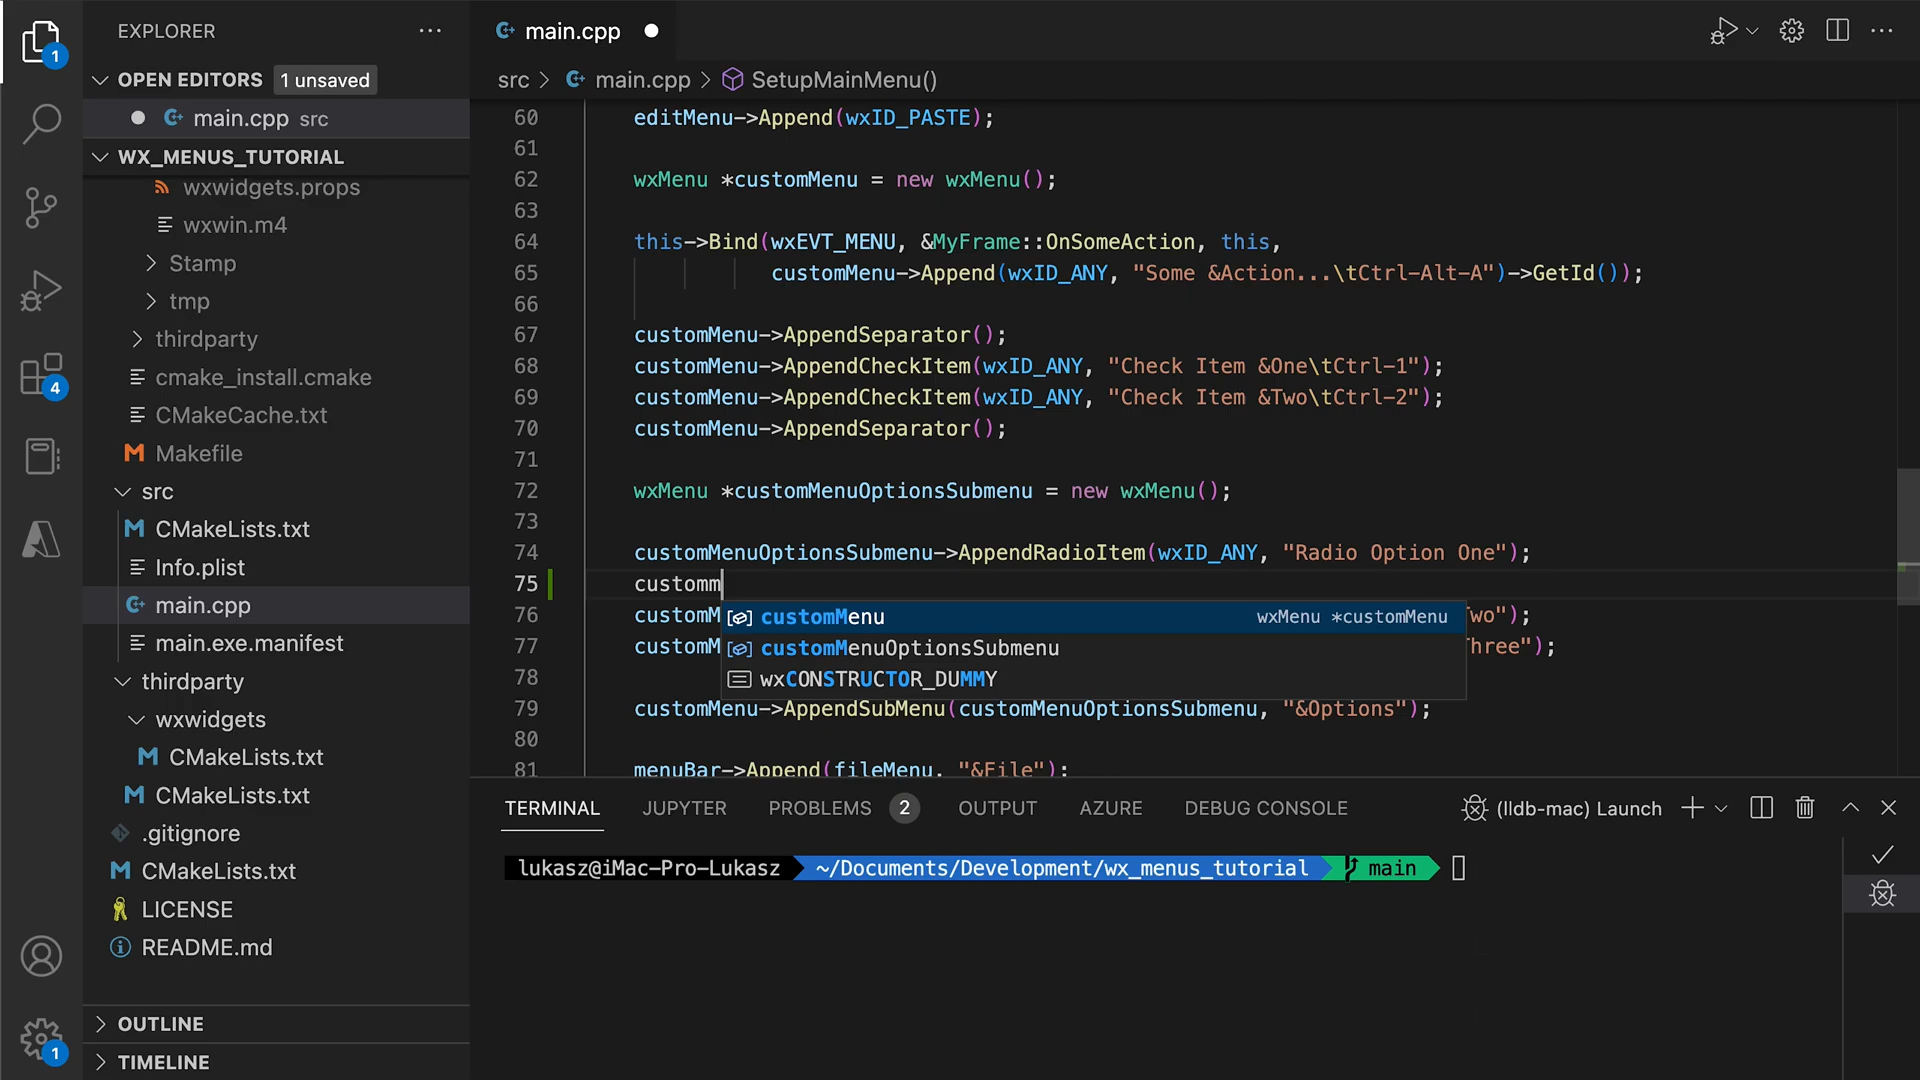 EXPLORER
main.cpp
OPEN EDITORS 1 unsaved
main.cpp src
WX_MENUS_TUTORIAL
wxwidgets.props
wxwin.m4
Stamp
tmp
thirdparty
cmake_install.cmake
CMakeCache.txt
Makefile
src
CMakeLists.txt
Info.plist
main.cpp
main.exe.manifest
thirdparty
wxwidgets
CMakeLists.txt
CMakeLists.txt
.gitignore
CMakeLists.txt
LICENSE
README.md
OUTLINE
TIMELINE
1
4
1
src > main.cpp > SetupMainMenu()
60 editMenu->Append(wxID_PASTE);
61
62 wxMenu *customMenu = new wxMenu();
63
64 this->Bind(wxEVT_MENU, &MyFrame::OnSomeAction, this,
65 customMenu->Append(wxID_ANY, "Some &Action...\tCtrl-Alt-A")->GetId());
66
67 customMenu->AppendSeparator();
68 customMenu->AppendCheckItem(wxID_ANY, "Check Item &One\tCtrl-1");
69 customMenu->AppendCheckItem(wxID_ANY, "Check Item &Two\tCtrl-2");
70 customMenu->AppendSeparator();
71
72 wxMenu *customMenuOptionsSubmenu = new wxMenu();
73
74 customMenuOptionsSubmenu->AppendRadioItem(wxID_ANY, "Radio Option One");
75 customm
76 customM wo");
77 customM hree");
78
79 customMenu->AppendSubMenu(customMenuOptionsSubmenu, "&Options");
80
81 menuBar->Append(fileMenu, "&File");
customMenu wxMenu *customMenu
customMenuOptionsSubmenu
wxCONSTRUCTOR_DUMMY
TERMINAL JUPYTER PROBLEMS 2 OUTPUT AZURE DEBUG CONSOLE (lldb-mac) Launch
lukasz@iMac-Pro-Lukasz ~/Documents/Development/wx_menus_tutorial main